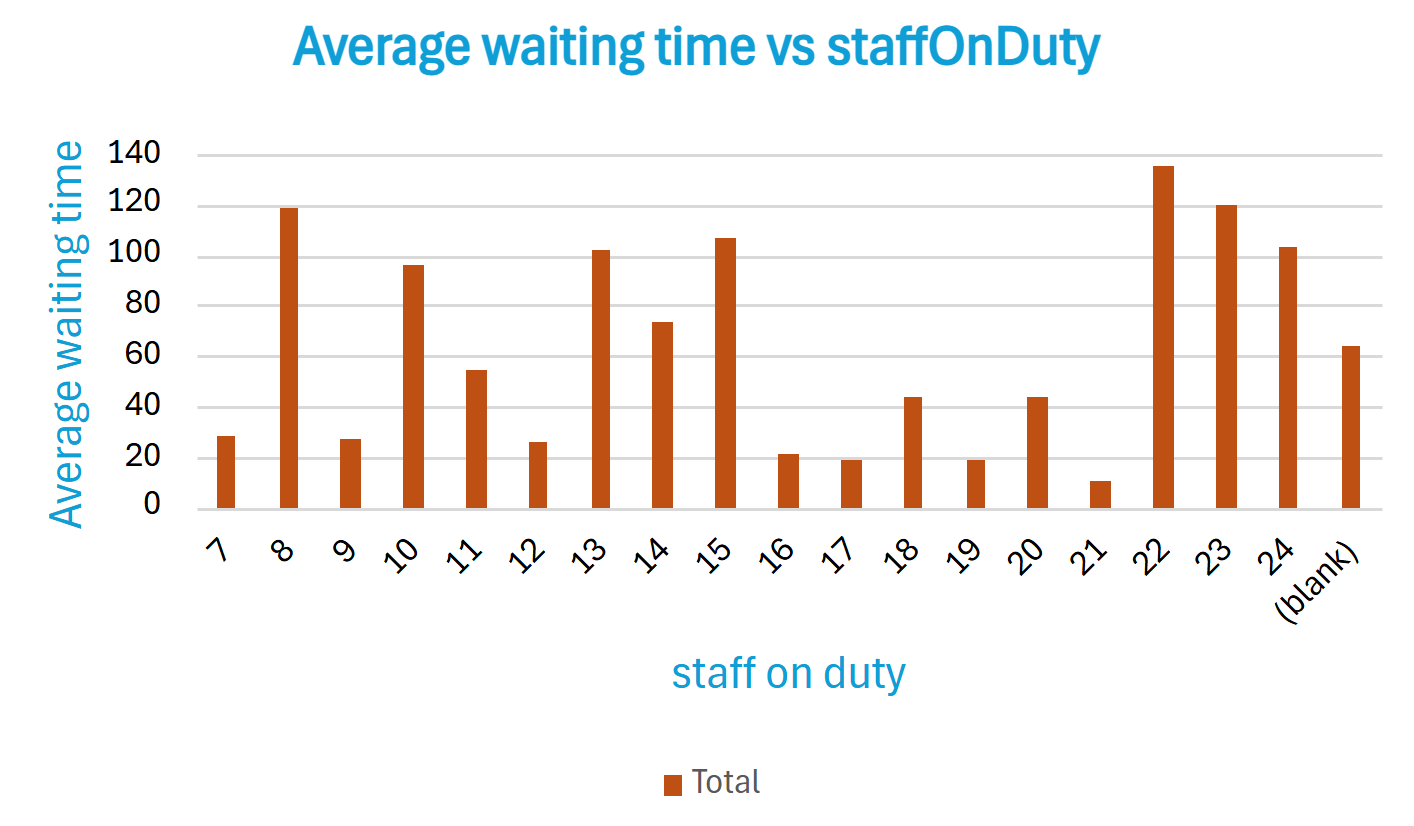 Average waiting time vs staffOnDuty
Average waiting time
140
120
100
80
60
40
20
0
7 8 9 10 11 12 13 14 15 16 17 18 19 20 21 22 23 24 (blank)
staff on duty
Total